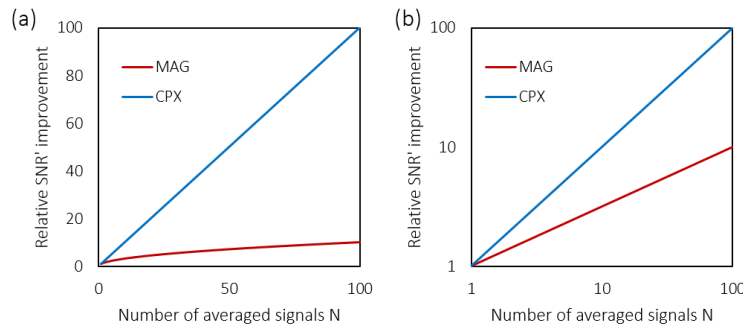 (a)
Relative SNR' improvement
100
80
60
40
20
0
MAG
CPX
0
50
100
Number of averaged signals N
(b)
Relative SNR' improvement
100
10
1
MAG
CPX
1
10
100
Number of averaged signals N